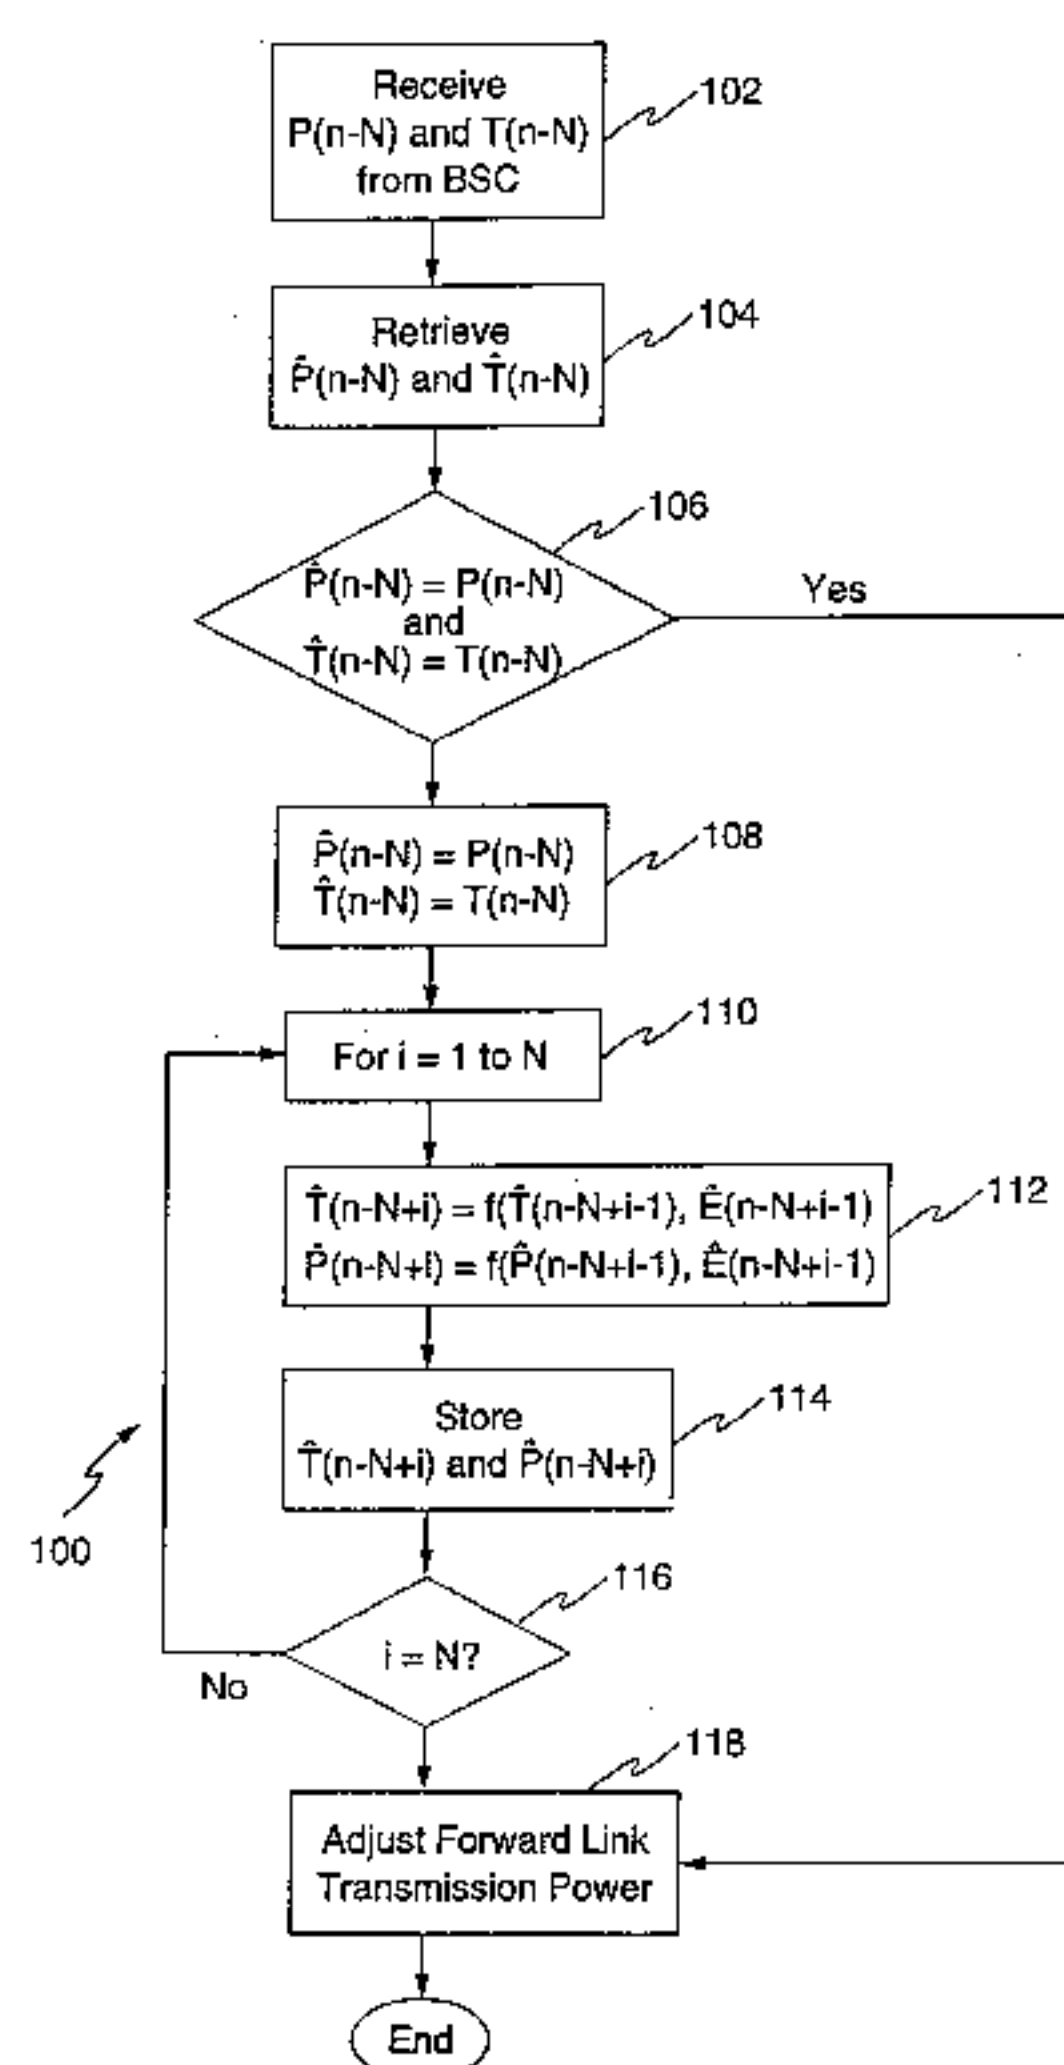 Receive
P(n-N) and T(n-N)
from BSC
102
Retrieve
P̂(n-N) and T̂(n-N)
104
106
P̂(n-N) = P(n-N)
and
T̂(n-N) = T(n-N)
Yes
P̂(n-N) = P(n-N)
T̂(n-N) = T(n-N)
108
For i = 1 to N
110
T̂(n-N+i) = f(T̂(n-N+i-1), Ê(n-N+i-1)
P̂(n-N+i) = f(P̂(n-N+i-1), Ê(n-N+i-1)
112
Store
T̂(n-N+i) and P̂(n-N+i)
114
100
116
i = N?
No
118
Adjust Forward Link
Transmission Power
End